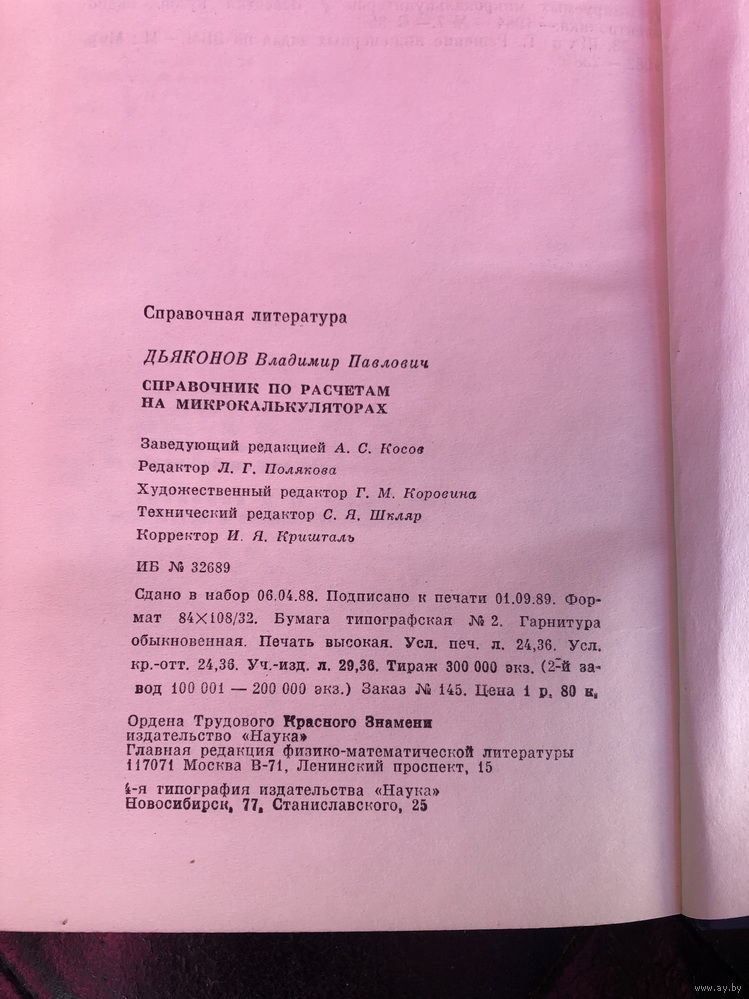 Справочная литература
ДЬЯКОНОВ Владимир Павлович
СПРАВОЧНИК ПО РАСЧЕТАМ
НА МИКРОКАЛЬКУЛЯТОРАХ
Заведующий редакцией А. С. Косов
Редактор Л. Г. Полякова
Художественный редактор Г. М. Коровина
Технический редактор С. Я. Шкляр
Корректор И. Я. Кришталь
ИБ № 32689
Сдано в набор 06.04.88. Подписано к печати 01.09.89. Фор-
мат 84×108/32. Бумага типографская № 2. Гарнитура
обыкновенная. Печать высокая. Усл. печ. л. 24,36. Усл.
кр.-отт. 24,36. Уч.-изд. л. 29,36. Тираж 300 000 экз. (2-й за-
вод 100 001 — 200 000 экз.) Заказ № 145. Цена 1 р. 80 к.
Ордена Трудового Красного Знамени
издательство «Наука»
Главная редакция физико-математической литературы
117071 Москва В-71, Ленинский проспект, 15
4-я типография издательства «Наука»
Новосибирск, 77, Станиславского, 25
www.ay.by